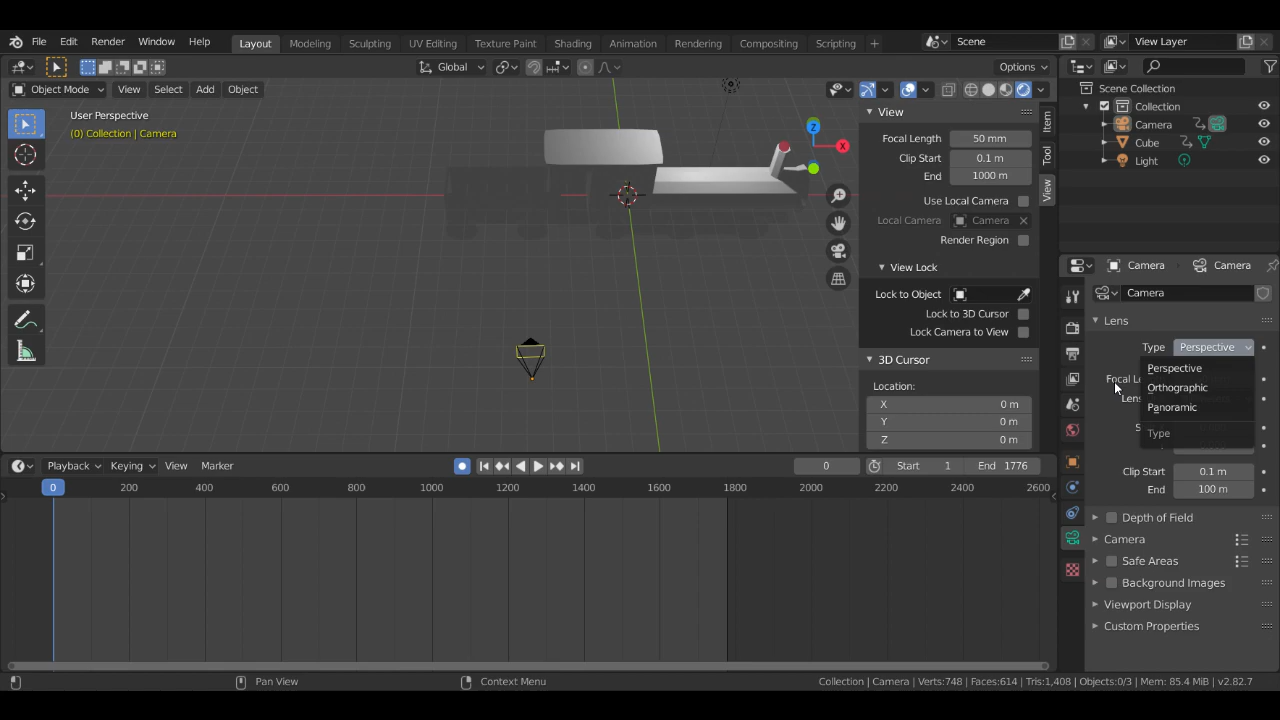 File Edit Render Window Help Layout Modeling Sculpting UV Editing Texture Paint Shading Animation Rendering Compositing Scripting + Scene View Layer
Global Options
Object Mode View Select Add Object
User Perspective
(0) Collection | Camera
Z
X
View
Focal Length 50 mm
Clip Start 0.1 m
End 1000 m
Use Local Camera
Local Camera Camera
Render Region
View Lock
Lock to Object
Lock to 3D Cursor
Lock Camera to View
3D Cursor
Location:
X 0 m
Y 0 m
Z 0 m
Item
Tool
View
Scene Collection
Collection
Camera
Cube
Light
Camera Camera
Camera
Lens
Type Perspective
Perspective
Orthographic
Panoramic
Type
Focal Le
Lens
S
Clip Start 0.1 m
End 100 m
Depth of Field
Camera
Safe Areas
Background Images
Viewport Display
Custom Properties
Playback Keying View Marker 0 Start 1 End 1776
0 200 400 600 800 1000 1200 1400 1600 1800 2000 2200 2400 2600
Pan View Context Menu Collection | Camera | Verts:748 | Faces:614 | Tris:1,408 | Objects:0/3 | Mem: 85.4 MiB | v2.82.7